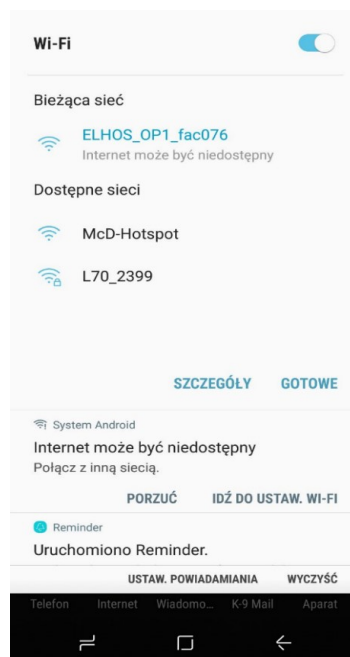 Wi-Fi
Bieżąca sieć
ELHOS_OP1_fac076
Internet może być niedostępny
Dostępne sieci
McD-Hotspot
L70_2399
SZCZEGÓŁY GOTOWE
System Android
Internet może być niedostępny
Połącz z inną siecią.
PORZUĆ IDŹ DO USTAW. WI-FI
Reminder
Uruchomiono Reminder.
USTAW. POWIADAMIANIA WYCZYŚĆ
Telefon Internet Wiadomo... K-9 Mail Aparat